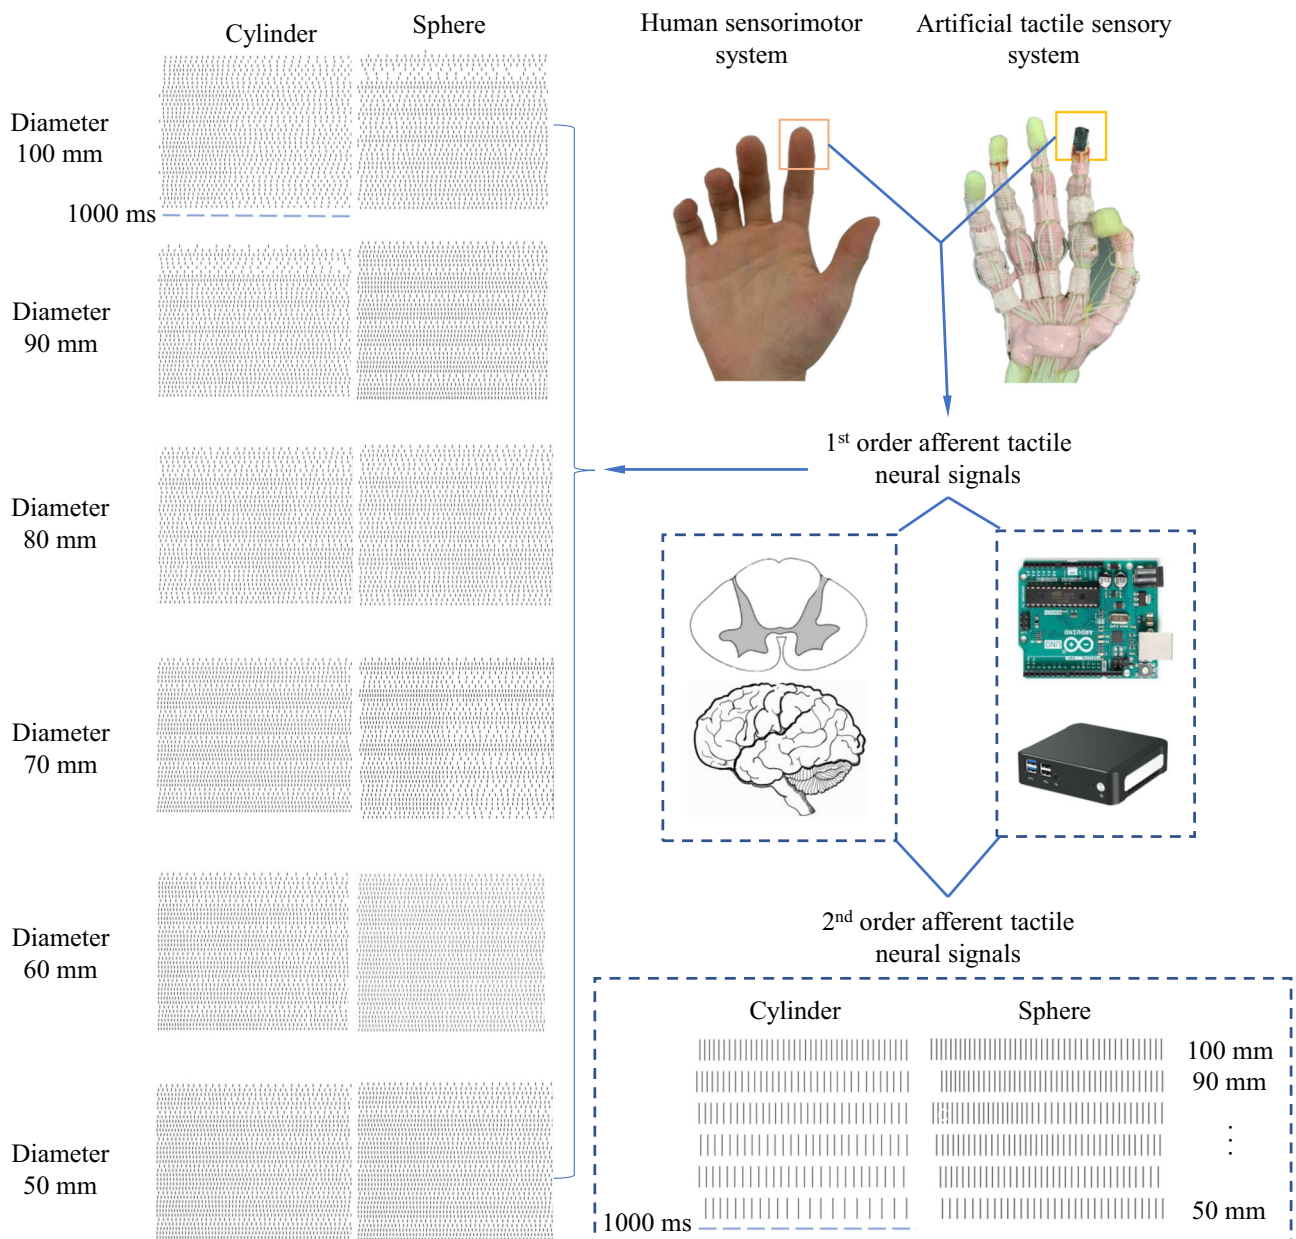 Cylinder
Sphere
Human sensorimotor
system
Artificial tactile sensory
system
Diameter
100 mm
1000 ms
Diameter
90 mm
Diameter
80 mm
Diameter
70 mm
Diameter
60 mm
Diameter
50 mm
1st order afferent tactile
neural signals
UNO
ARDUINO
2nd order afferent tactile
neural signals
Cylinder
Sphere
100 mm
90 mm
⋮
50 mm
1000 ms